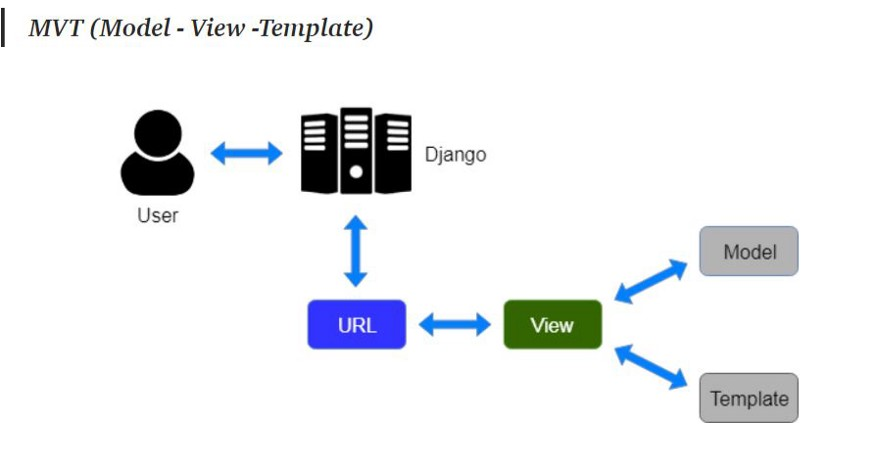 MVT (Model - View -Template)
Django
User
Model
URL
View
Template